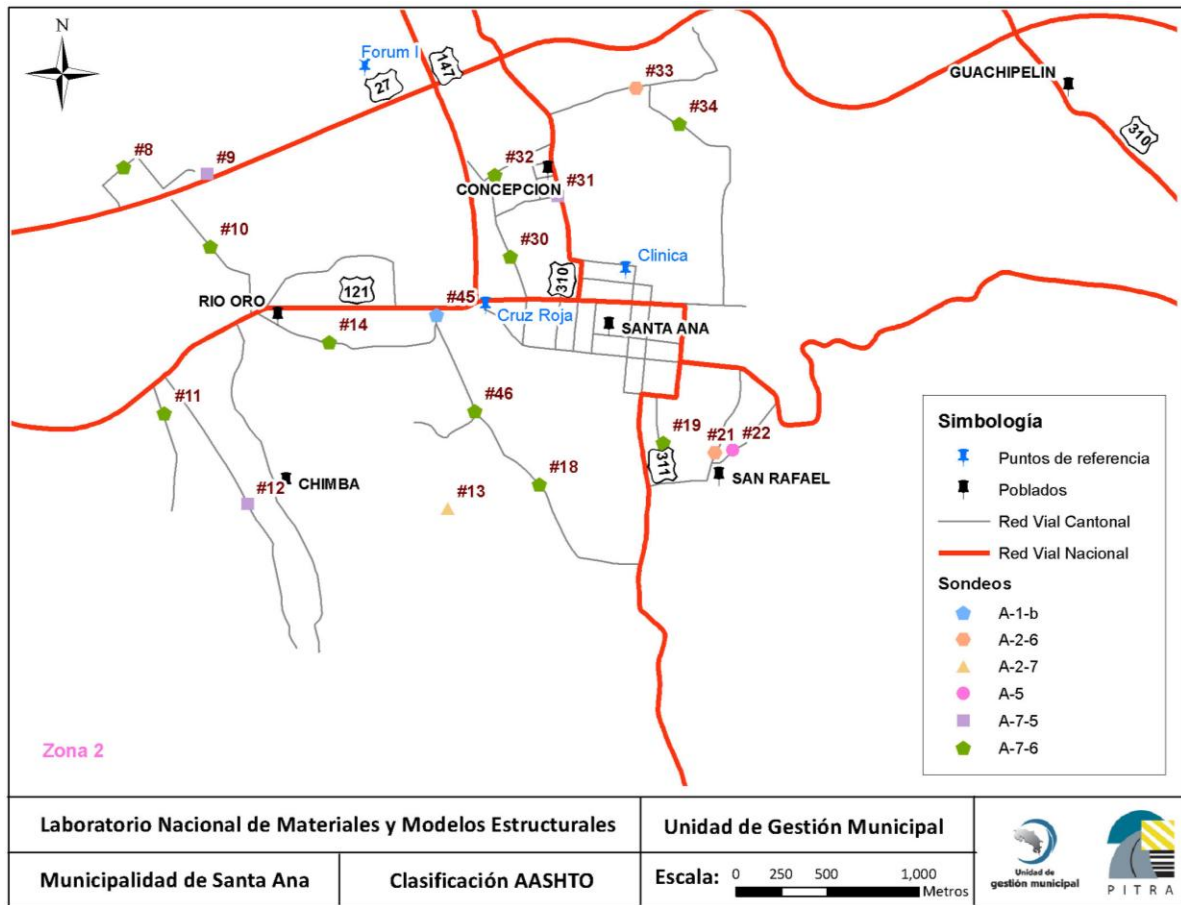 N
Forum I
27
147
#33
GUACHIPELIN
#34
310
#8
#9
#32
CONCEPCION
#31
#10
#30
Clinica
310
RIO ORO
121
#45
Cruz Roja
#14
SANTA ANA
#11
#46
#19
#21
#22
311
SAN RAFAEL
#12
CHIMBA
#13
#18
Simbología
Puntos de referencia
Poblados
Red Vial Cantonal
Red Vial Nacional
Sondeos
A-1-b
A-2-6
A-2-7
A-5
A-7-5
A-7-6
Zona 2
Laboratorio Nacional de Materiales y Modelos Estructurales
Unidad de Gestión Municipal
Municipalidad de Santa Ana
Clasificación AASHTO
Escala: 0 250 500 1,000
Metros
Unidad de
gestión municipal
PITRA